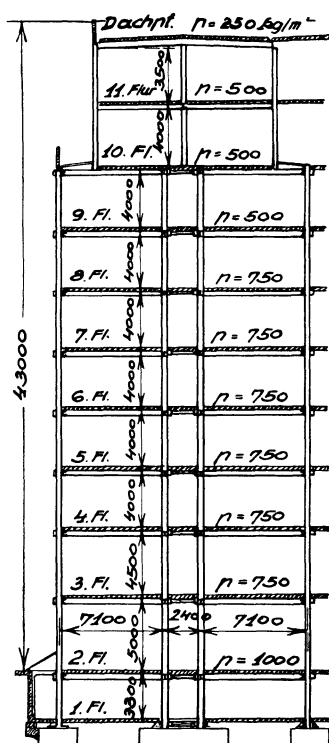 Dachpl. p=250 kg/m²
3500
11. Flur p=500
4000
10. Fl. p=500
4000
9. Fl. p=500
4000
8. Fl. p=750
4000
7. Fl. p=750
4000
43000
6. Fl. p=750
4000
5. Fl. p=750
4000
4. Fl. p=750
4500
3. Fl. p=750
7100 2400 7100
5000
2. Fl. p=1000
3300
1. Fl.